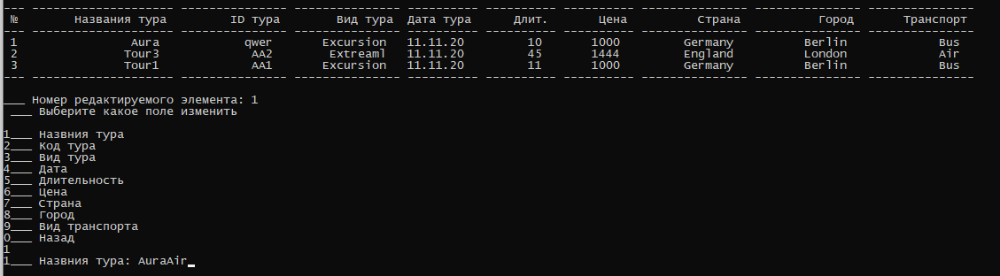 --- -------------------- --------------- --------------- ---------- ---------- ---------- --------------- --------------- ---------------
№ Названия тура ID тура Вид тура Дата тура Длит. Цена Страна Город Транспорт
--- -------------------- --------------- --------------- ---------- ---------- ---------- --------------- --------------- ---------------
1 Aura qwer Excursion 11.11.20 10 1000 Germany Berlin Bus
2 Tour3 AA2 Extreaml 11.11.20 45 1444 England London Air
3 Tour1 AA1 Excursion 11.11.20 11 1000 Germany Berlin Bus
--- -------------------- --------------- --------------- ---------- ---------- ---------- --------------- --------------- ---------------
___ Номер редактируемого элемента: 1
___ Выберите какое поле изменить
1___ Назвния тура
2___ Код тура
3___ Вид тура
4___ Дата
5___ Длительность
6___ Цена
7___ Страна
8___ Город
9___ Вид транспорта
0___ Назад
1
1___ Назвния тура: AuraAir_